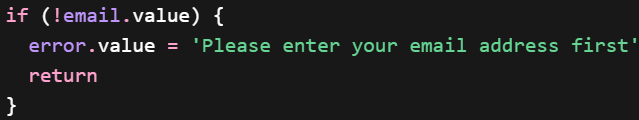 if (!email.value) {
  error.value = 'Please enter your email address first'
  return
}